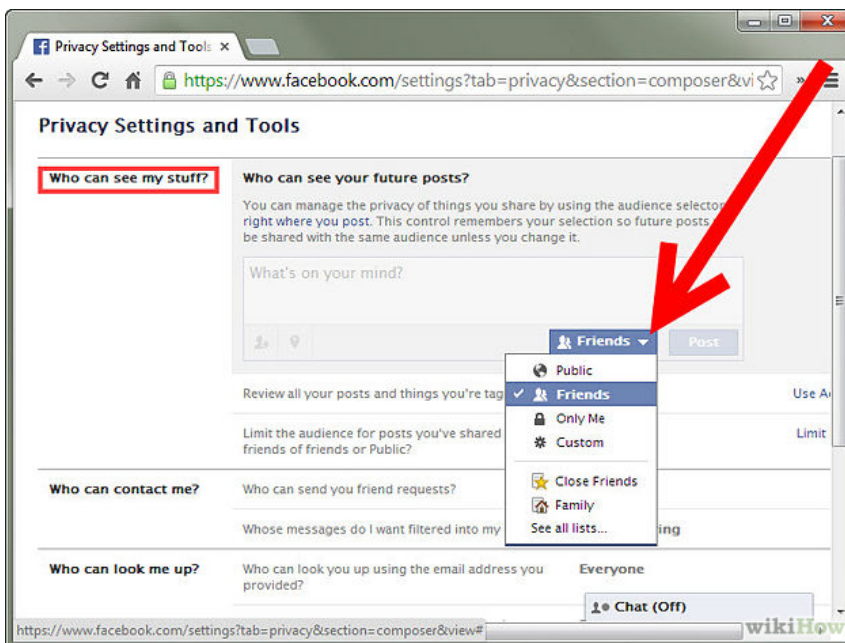 Privacy Settings and Tools
https://www.facebook.com/settings?tab=privacy&section=composer&vi
Privacy Settings and Tools
Who can see my stuff?
Who can see your future posts?
You can manage the privacy of things you share by using the audience selector
right where you post. This control remembers your selection so future posts
be shared with the same audience unless you change it.
What's on your mind?
Friends
Post
Public
Friends
Only Me
Custom
Close Friends
Family
See all lists...
Review all your posts and things you're tag
Use A
Limit the audience for posts you've shared
friends of friends or Public?
Limit
Who can contact me?
Who can send you friend requests?
Whose messages do I want filtered into my
ing
Who can look me up?
Who can look you up using the email address you
provided?
Everyone
Chat (Off)
https://www.facebook.com/settings?tab=privacy&section=composer&view#
wikiHow